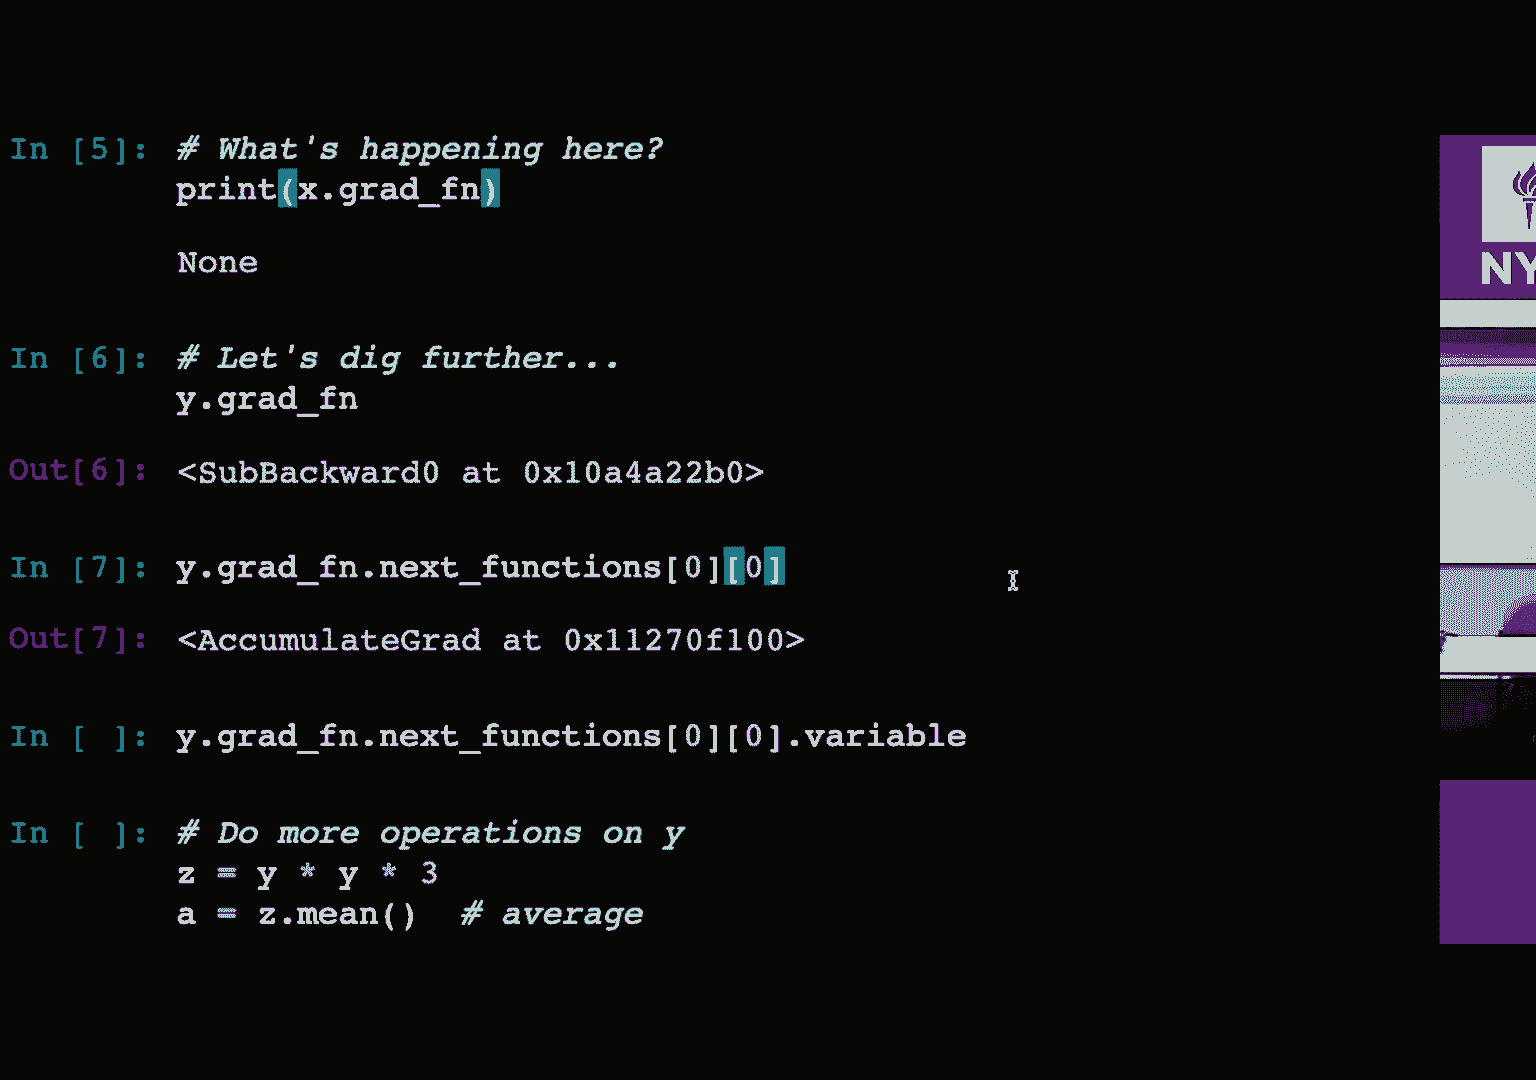 In [5]: # What's happening here?
print(x.grad_fn)
None
In [6]: # Let's dig further...
y.grad_fn
Out[6]: <SubBackward0 at 0x10a4a22b0>
In [7]: y.grad_fn.next_functions[0][0]
Out[7]: <AccumulateGrad at 0x11270f100>
In [ ]: y.grad_fn.next_functions[0][0].variable
In [ ]: # Do more operations on y
z = y * y * 3
a = z.mean()  # average
NY